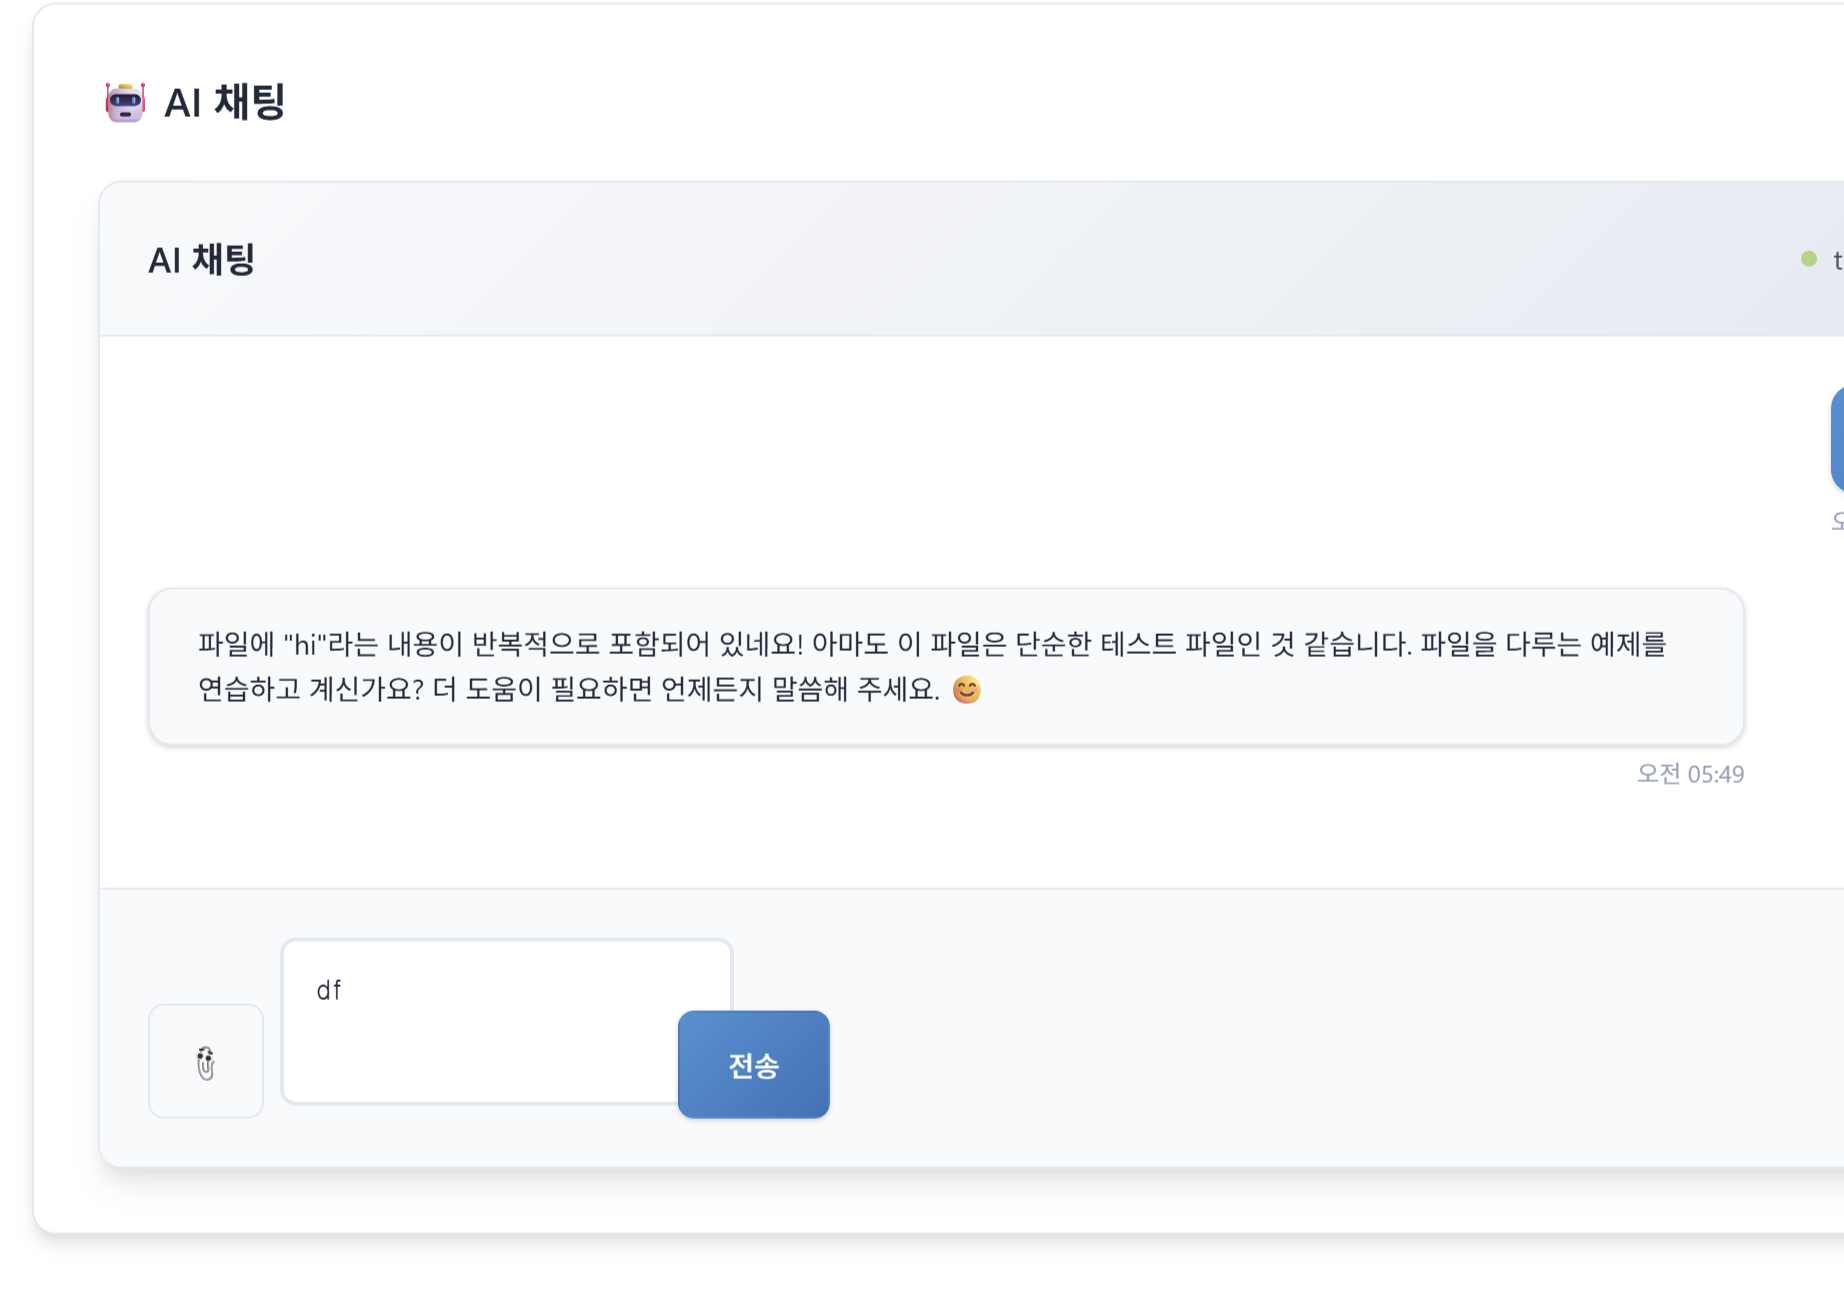 AI 채팅
AI 채팅
파일에 "hi"라는 내용이 반복적으로 포함되어 있네요! 아마도 이 파일은 단순한 테스트 파일인 것 같습니다. 파일을 다루는 예제를
연습하고 계신가요? 더 도움이 필요하면 언제든지 말씀해 주세요. 😊
오전 05:49
df
전송